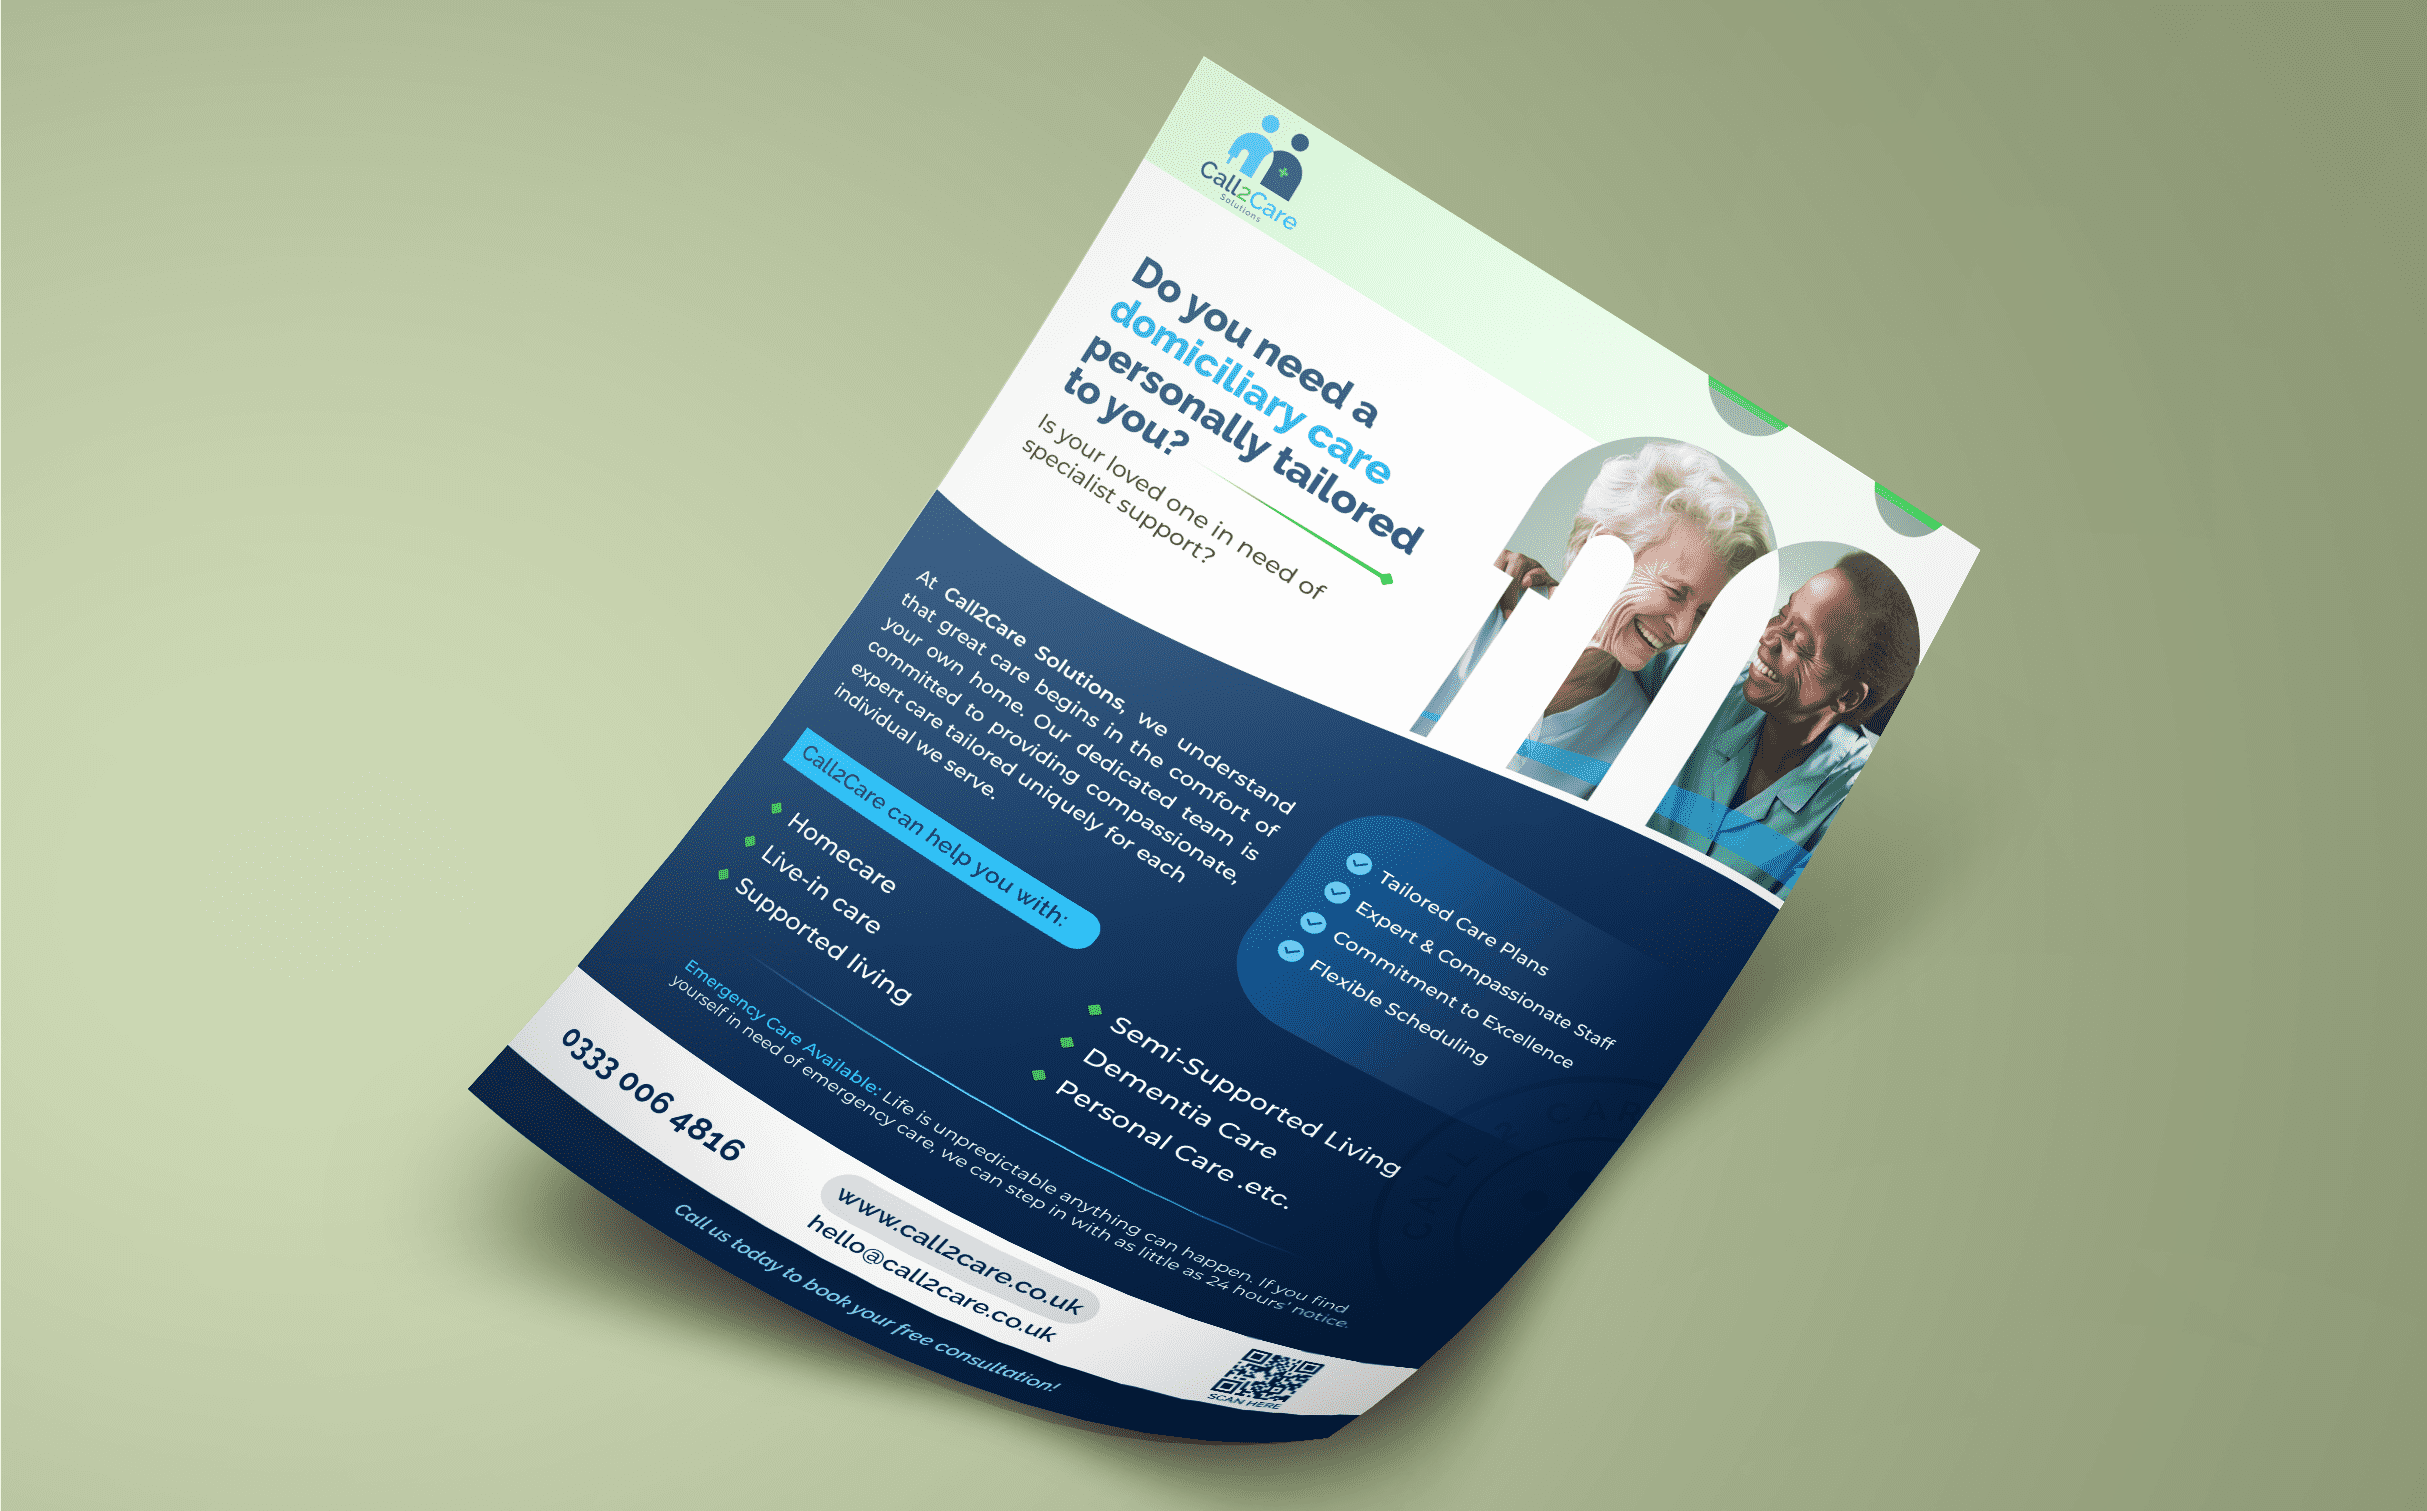 Call2Care
Solutions
Do you need a
domiciliary care
personally tailored
to you?
Is your loved one in need of
specialist support?
At Call2Care Solutions, we understand
that great care begins in the comfort of
your own home. Our dedicated team is
committed to providing compassionate,
expert care tailored uniquely for each
individual we serve.
Call2Care can help you with:
Homecare
Live-in care
Supported living
Semi-Supported Living
Dementia Care
Personal Care .etc.
Tailored Care Plans
Expert & Compassionate Staff
Commitment to Excellence
Flexible Scheduling
Emergency Care Available: Life is unpredictable anything can happen. If you find
yourself in need of emergency care, we can step in with as little as 24 hours' notice.
0333 006 4816
www.call2care.co.uk
hello@call2care.co.uk
SCAN HERE
Call us today to book your free consultation!